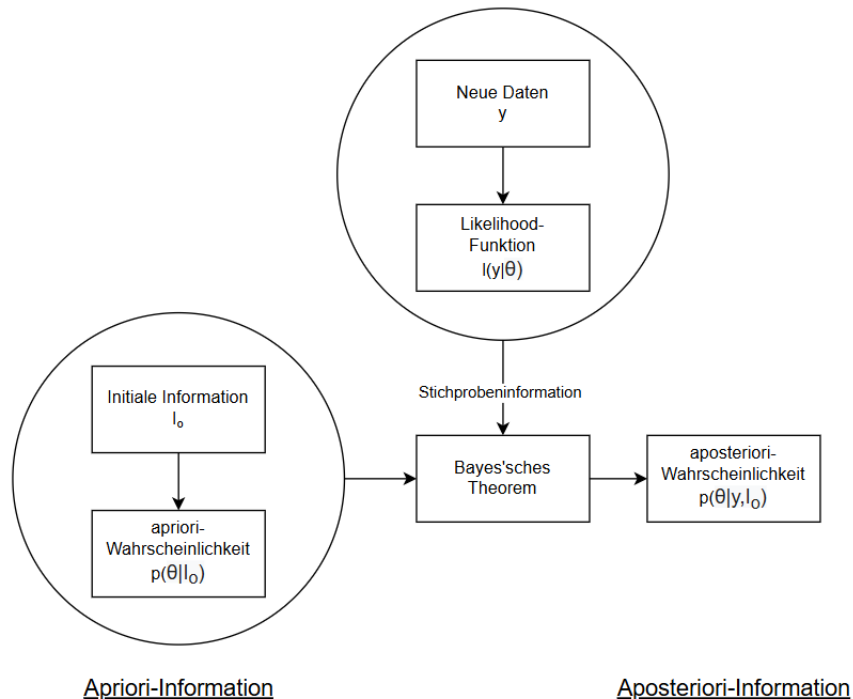 Neue Daten
y
Likelihood-
Funktion
l(y|θ)
Stichprobeninformation
Initiale Information
I₀
apriori-
Wahrscheinlichkeit
p(θ|I₀)
Bayes'sches
Theorem
aposteriori-
Wahrscheinlichkeit
p(θ|y,I₀)
Apriori-Information
Aposteriori-Information